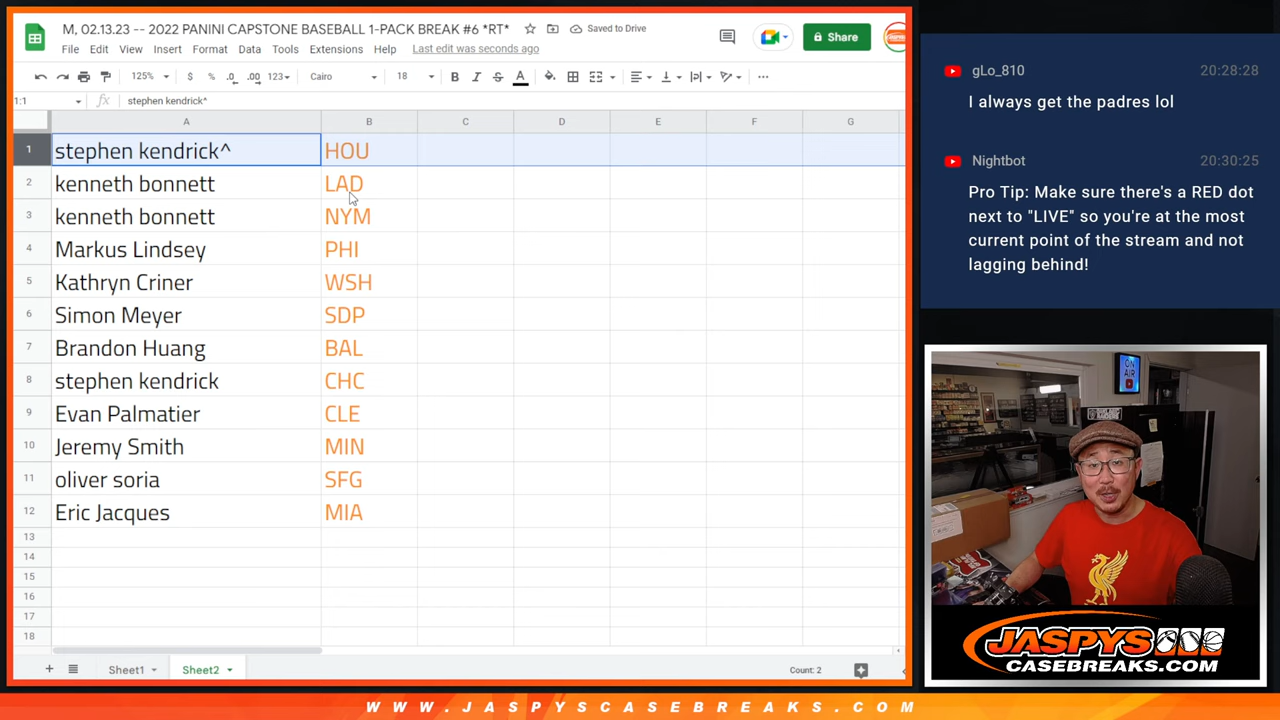 M, 02.13.23 -- 2022 PANINI CAPSTONE BASEBALL 1-PACK BREAK #6 *RT*
Saved to Drive
File Edit View Insert Format Data Tools Extensions Help Last edit was seconds ago
Share
125% $ % .0 .00 123 Cairo 18 B I S A
1:1 fx stephen kendrick^
A B C D E F G
1 stephen kendrick^ HOU
2 kenneth bonnett LAD
3 kenneth bonnett NYM
4 Markus Lindsey PHI
5 Kathryn Criner WSH
6 Simon Meyer SDP
7 Brandon Huang BAL
8 stephen kendrick CHC
9 Evan Palmatier CLE
10 Jeremy Smith MIN
11 oliver soria SFG
12 Eric Jacques MIA
13
14
15
16
17
18
Sheet1 Sheet2 Count: 2
gLo_810 20:28:28
I always get the padres lol
Nightbot 20:30:25
Pro Tip: Make sure there's a RED dot
next to "LIVE" so you're at the most
current point of the stream and not
lagging behind!
ON
AIR
JASPYS
CASEBREAKS.COM
WWW.JASPYSCASEBREAKS.COM